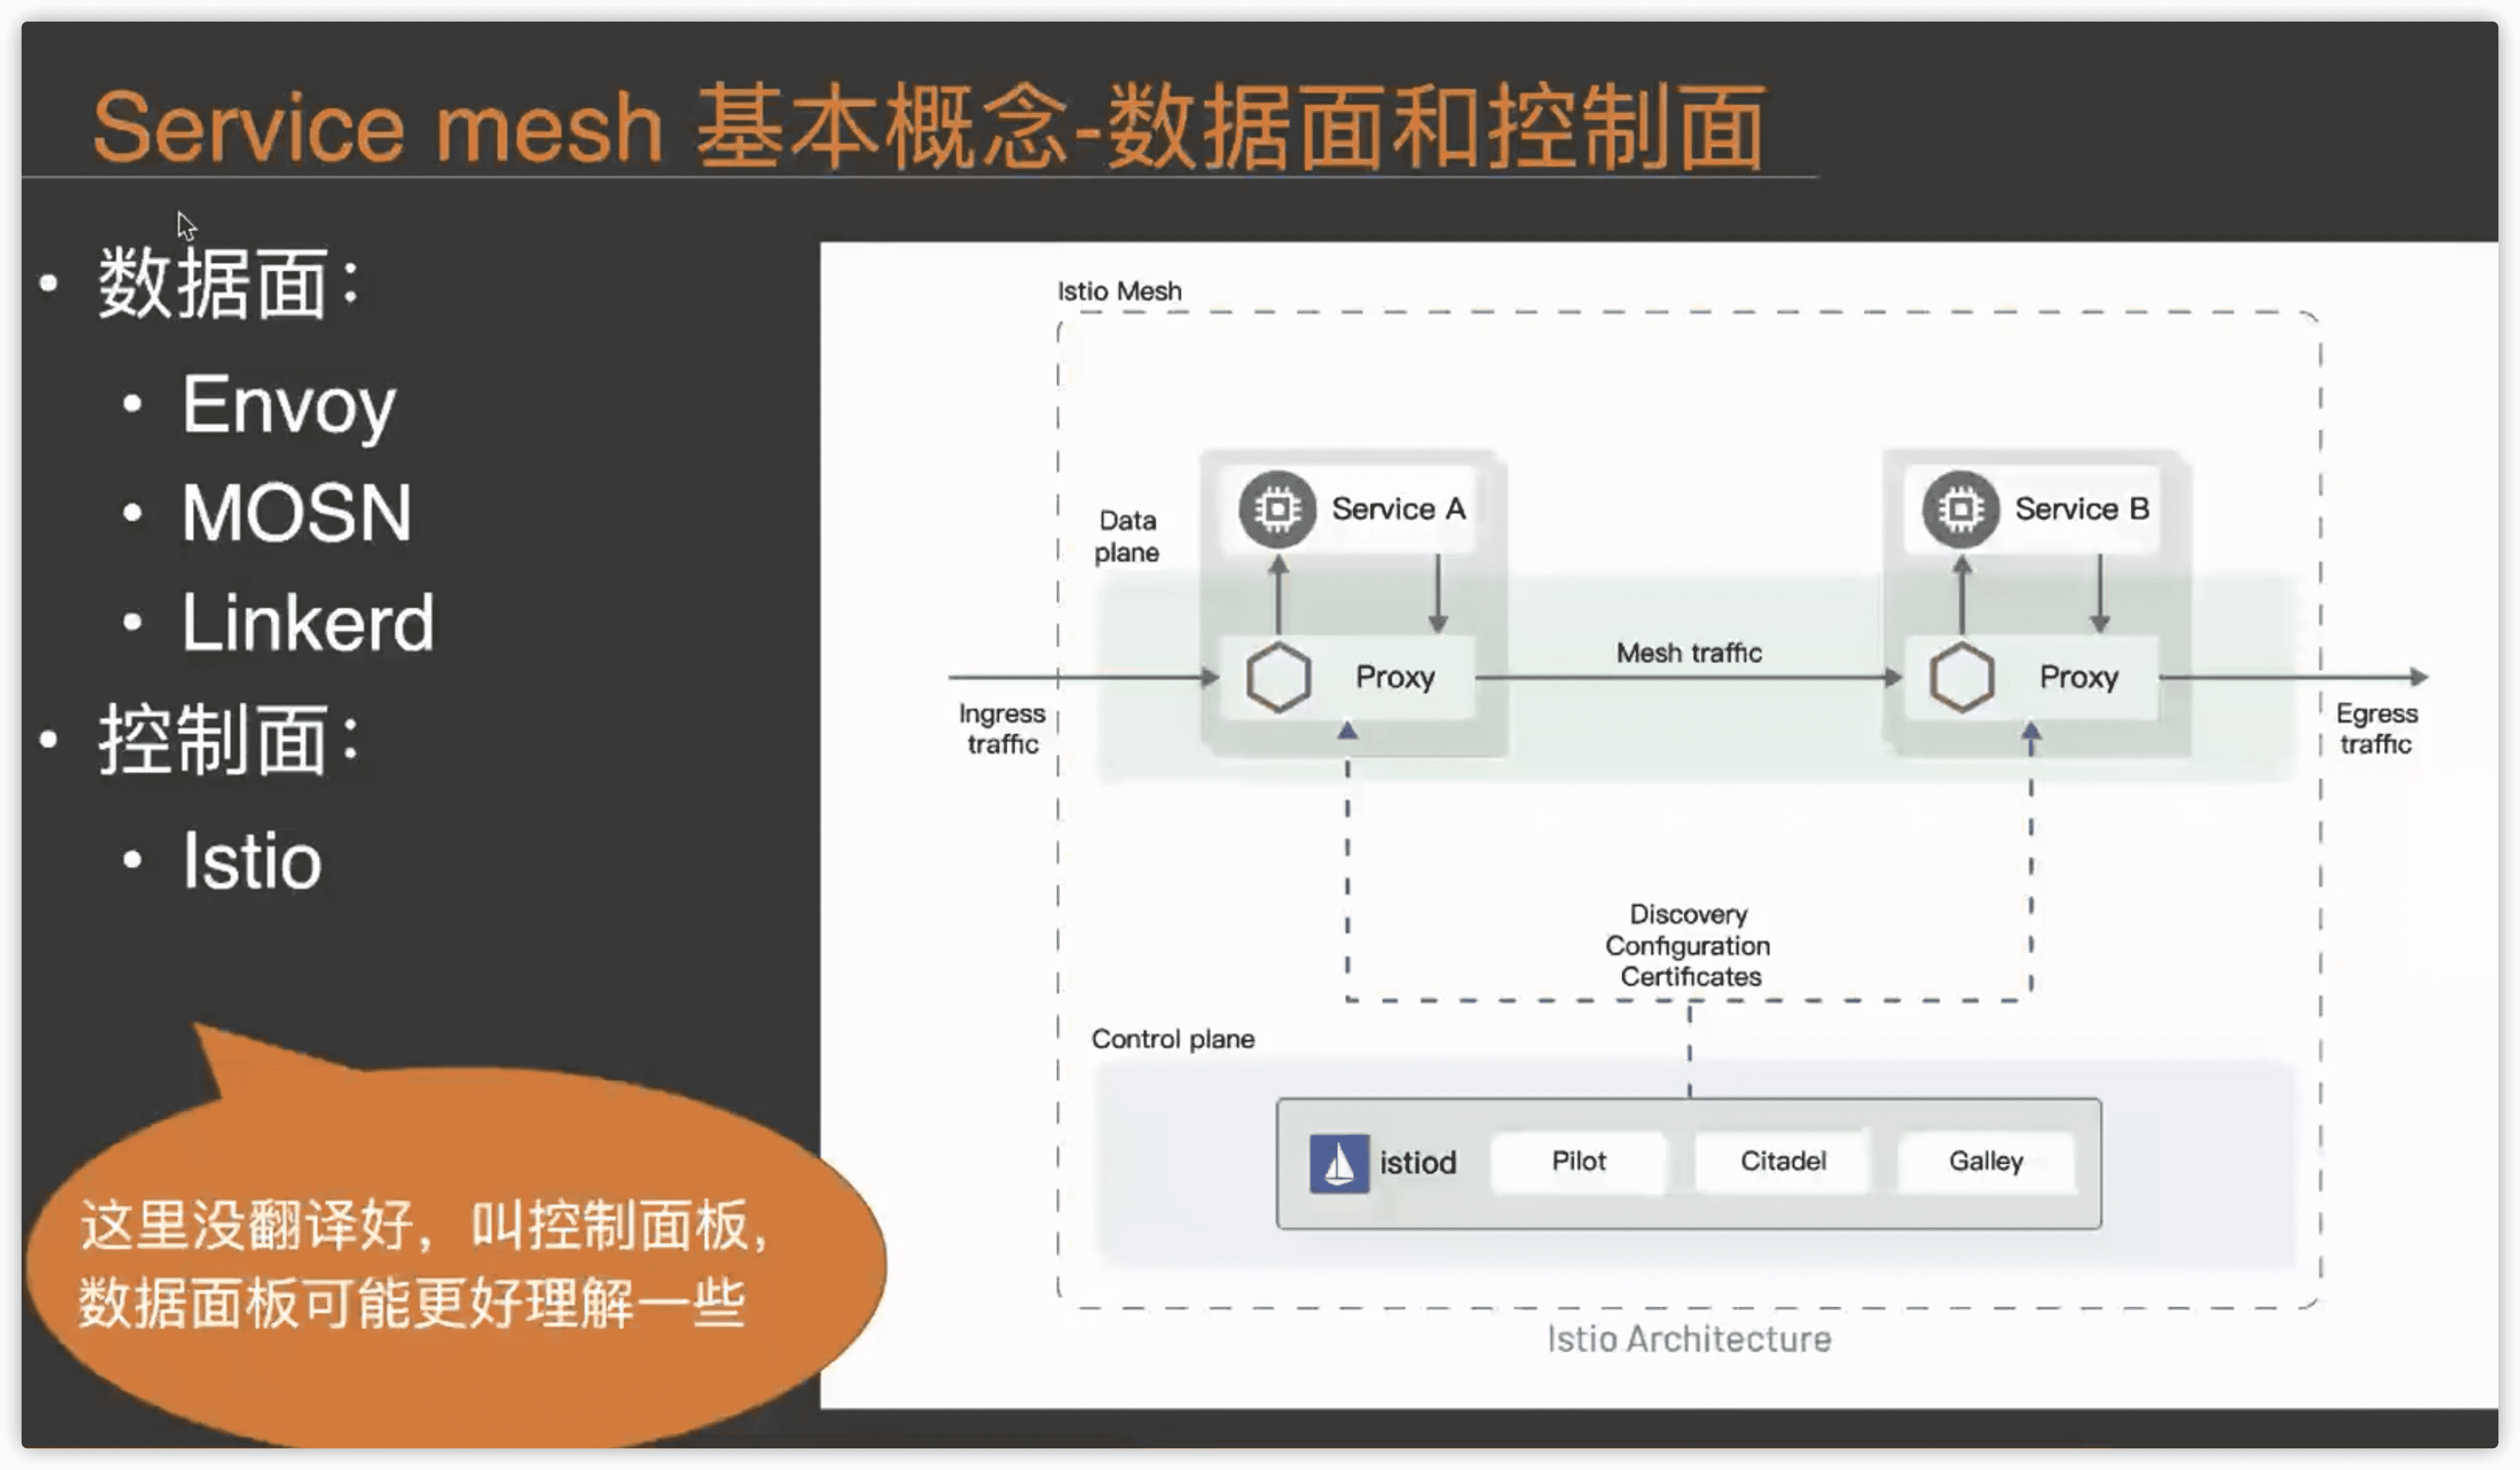 Service mesh 基本概念-数据面和控制面
• 数据面：
• Envoy
• MOSN
• Linkerd
• 控制面：
• Istio
这里没翻译好，叫控制面板，
数据面板可能更好理解一些
Istio Mesh
Data
plane
Service A
Service B
Proxy
Mesh traffic
Proxy
Ingress
traffic
Egress
traffic
Discovery
Configuration
Certificates
Control plane
istiod
Pilot
Citadel
Galley
Istio Architecture